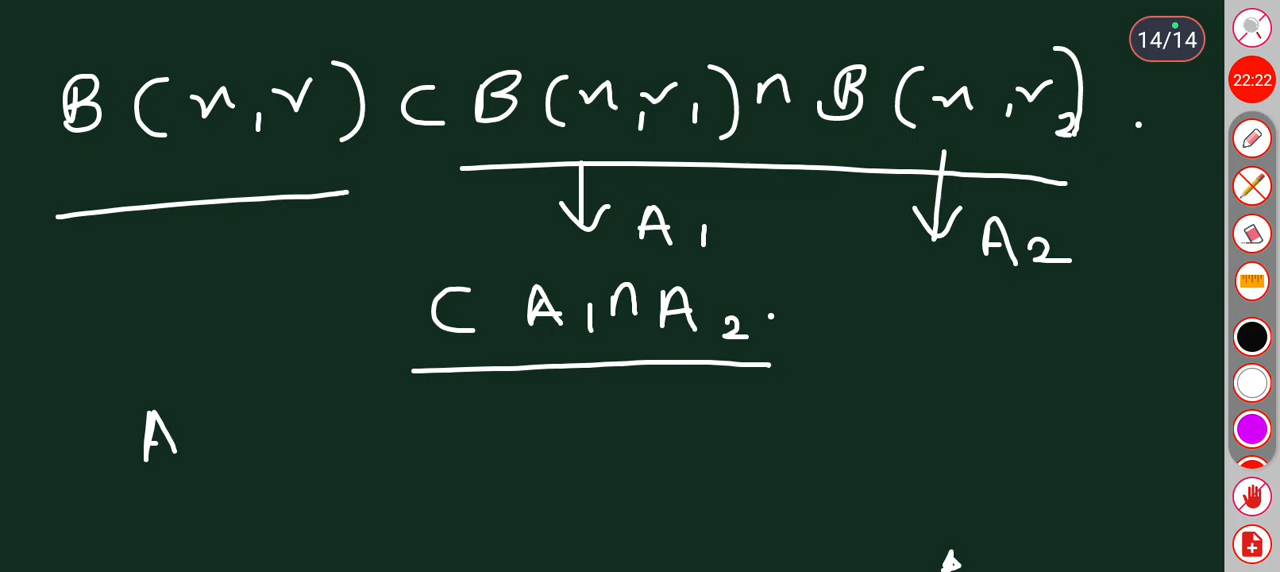 B(x,r) ⊂ B(x,r₁) ∩ B(x,r₂).
A₁ A₂
⊂ A₁∩A₂.
A
14/14
22:22